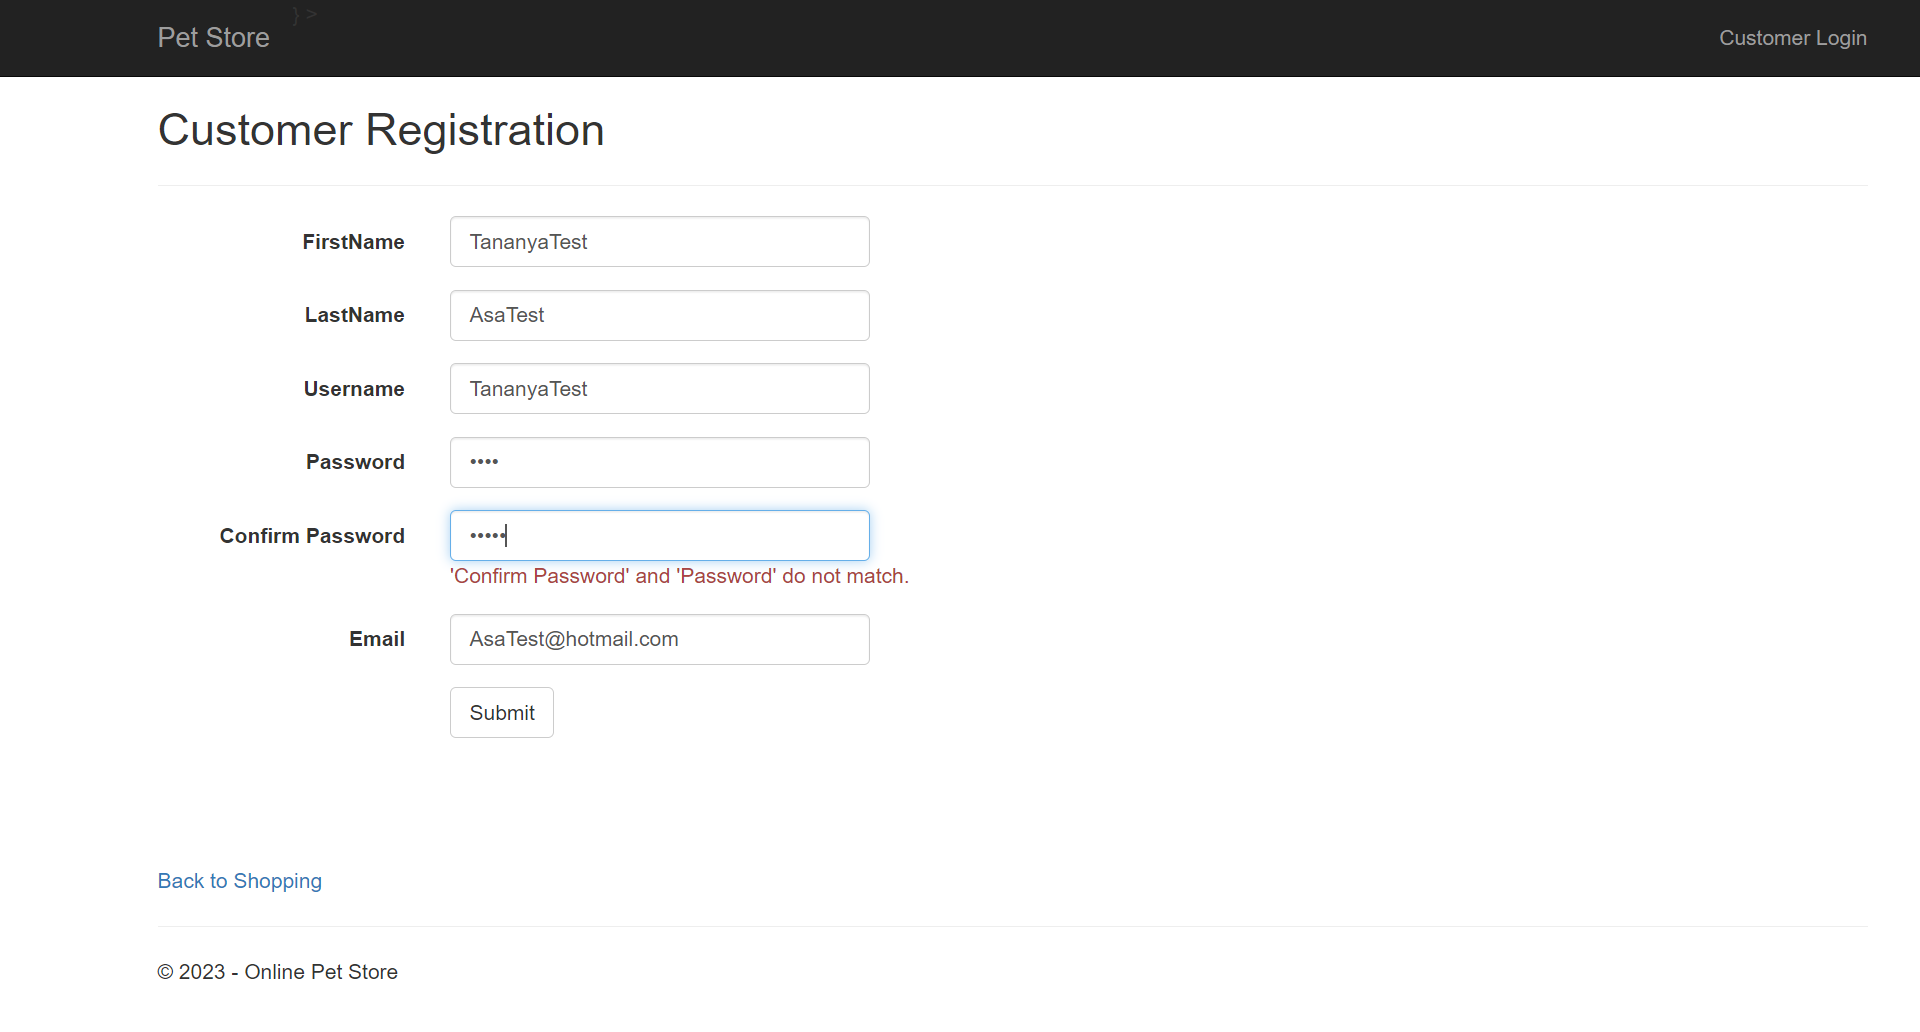 } >
Pet Store
Customer Login
Customer Registration
FirstName
TananyaTest
LastName
AsaTest
Username
TananyaTest
Password
••••
Confirm Password
•••••
'Confirm Password' and 'Password' do not match.
Email
AsaTest@hotmail.com
Submit
Back to Shopping
© 2023 - Online Pet Store